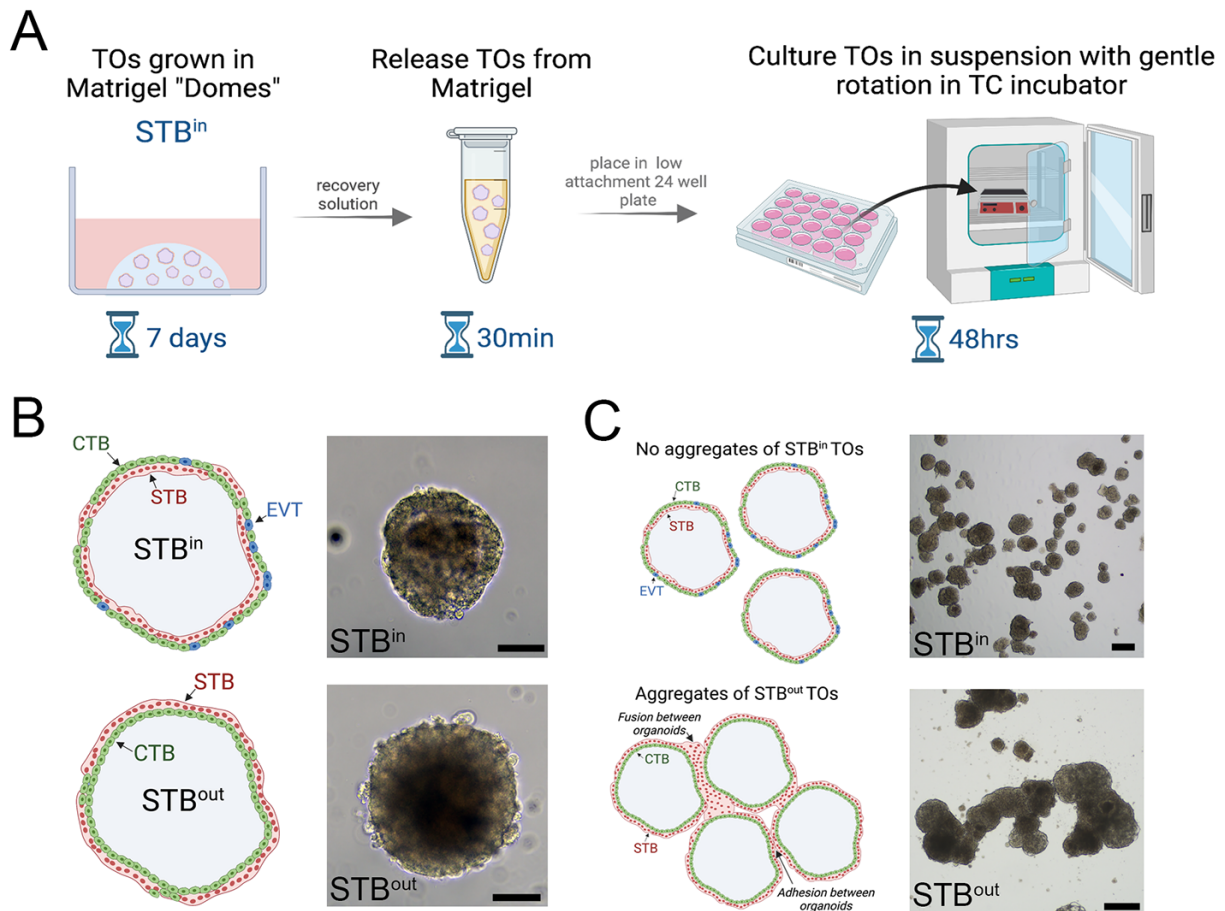 A
TOs grown in
Matrigel "Domes"
STBⁱⁿ
recovery
solution
Release TOs from
Matrigel
place in low
attachment 24 well
plate
Culture TOs in suspension with gentle
rotation in TC incubator
7 days
30min
48hrs
B
CTB
STB
EVT
STBⁱⁿ
STBⁱⁿ
STB
CTB
STBᵒᵘᵗ
STBᵒᵘᵗ
C
No aggregates of STBⁱⁿ TOs
CTB
STB
EVT
STBⁱⁿ
Aggregates of STBᵒᵘᵗ TOs
Fusion between
organoids
CTB
STB
Adhesion between
organoids
STBᵒᵘᵗ